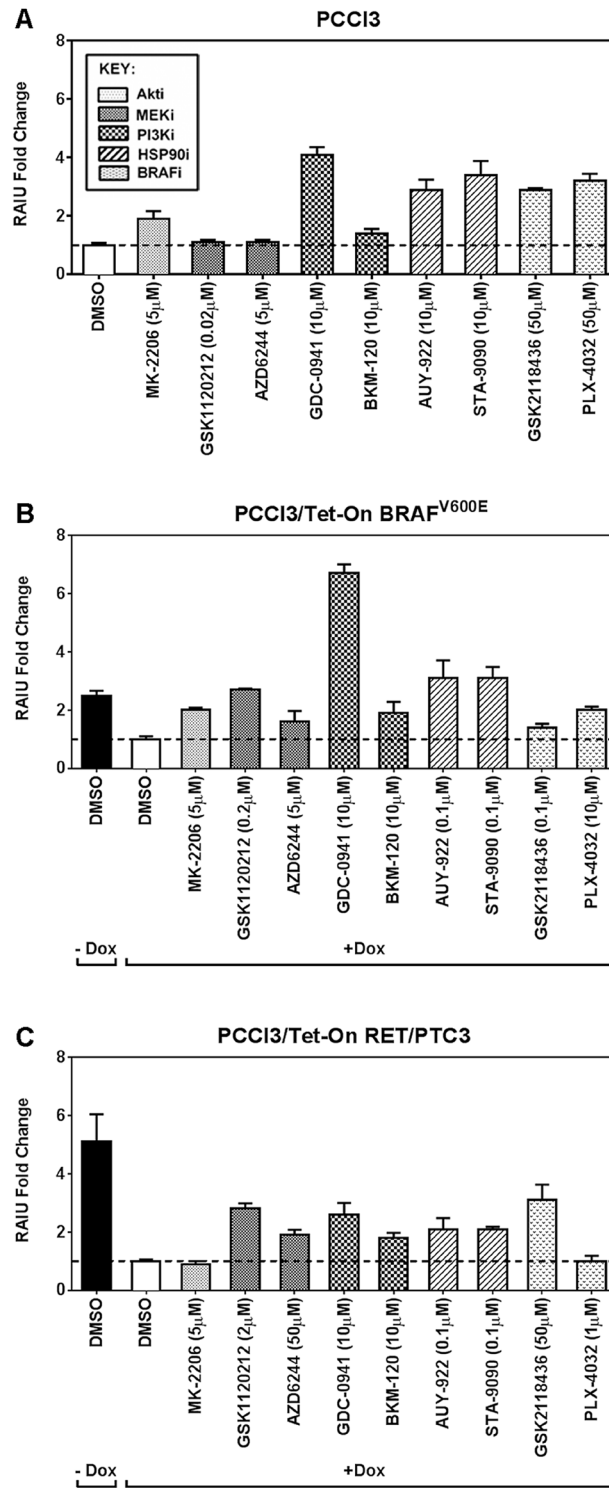 A
PCCl3
RAIU Fold Change
8
6
4
2
0
KEY:
Akti
MEKi
PI3Ki
HSP90i
BRAFi
DMSO
MK-2206 (5μM)
GSK1120212 (0.02μM)
AZD6244 (5μM)
GDC-0941 (10μM)
BKM-120 (10μM)
AUY-922 (10μM)
STA-9090 (10μM)
GSK2118436 (50μM)
PLX-4032 (50μM)
B
PCCl3/Tet-On BRAFV600E
RAIU Fold Change
8
6
4
2
0
DMSO
DMSO
MK-2206 (5μM)
GSK1120212 (0.2μM)
AZD6244 (5μM)
GDC-0941 (10μM)
BKM-120 (10μM)
AUY-922 (0.1μM)
STA-9090 (0.1μM)
GSK2118436 (0.1μM)
PLX-4032 (10μM)
- Dox
+Dox
C
PCCl3/Tet-On RET/PTC3
RAIU Fold Change
8
6
4
2
0
DMSO
DMSO
MK-2206 (5μM)
GSK1120212 (2μM)
AZD6244 (50μM)
GDC-0941 (10μM)
BKM-120 (10μM)
AUY-922 (0.1μM)
STA-9090 (0.1μM)
GSK2118436 (50μM)
PLX-4032 (1μM)
- Dox
+Dox